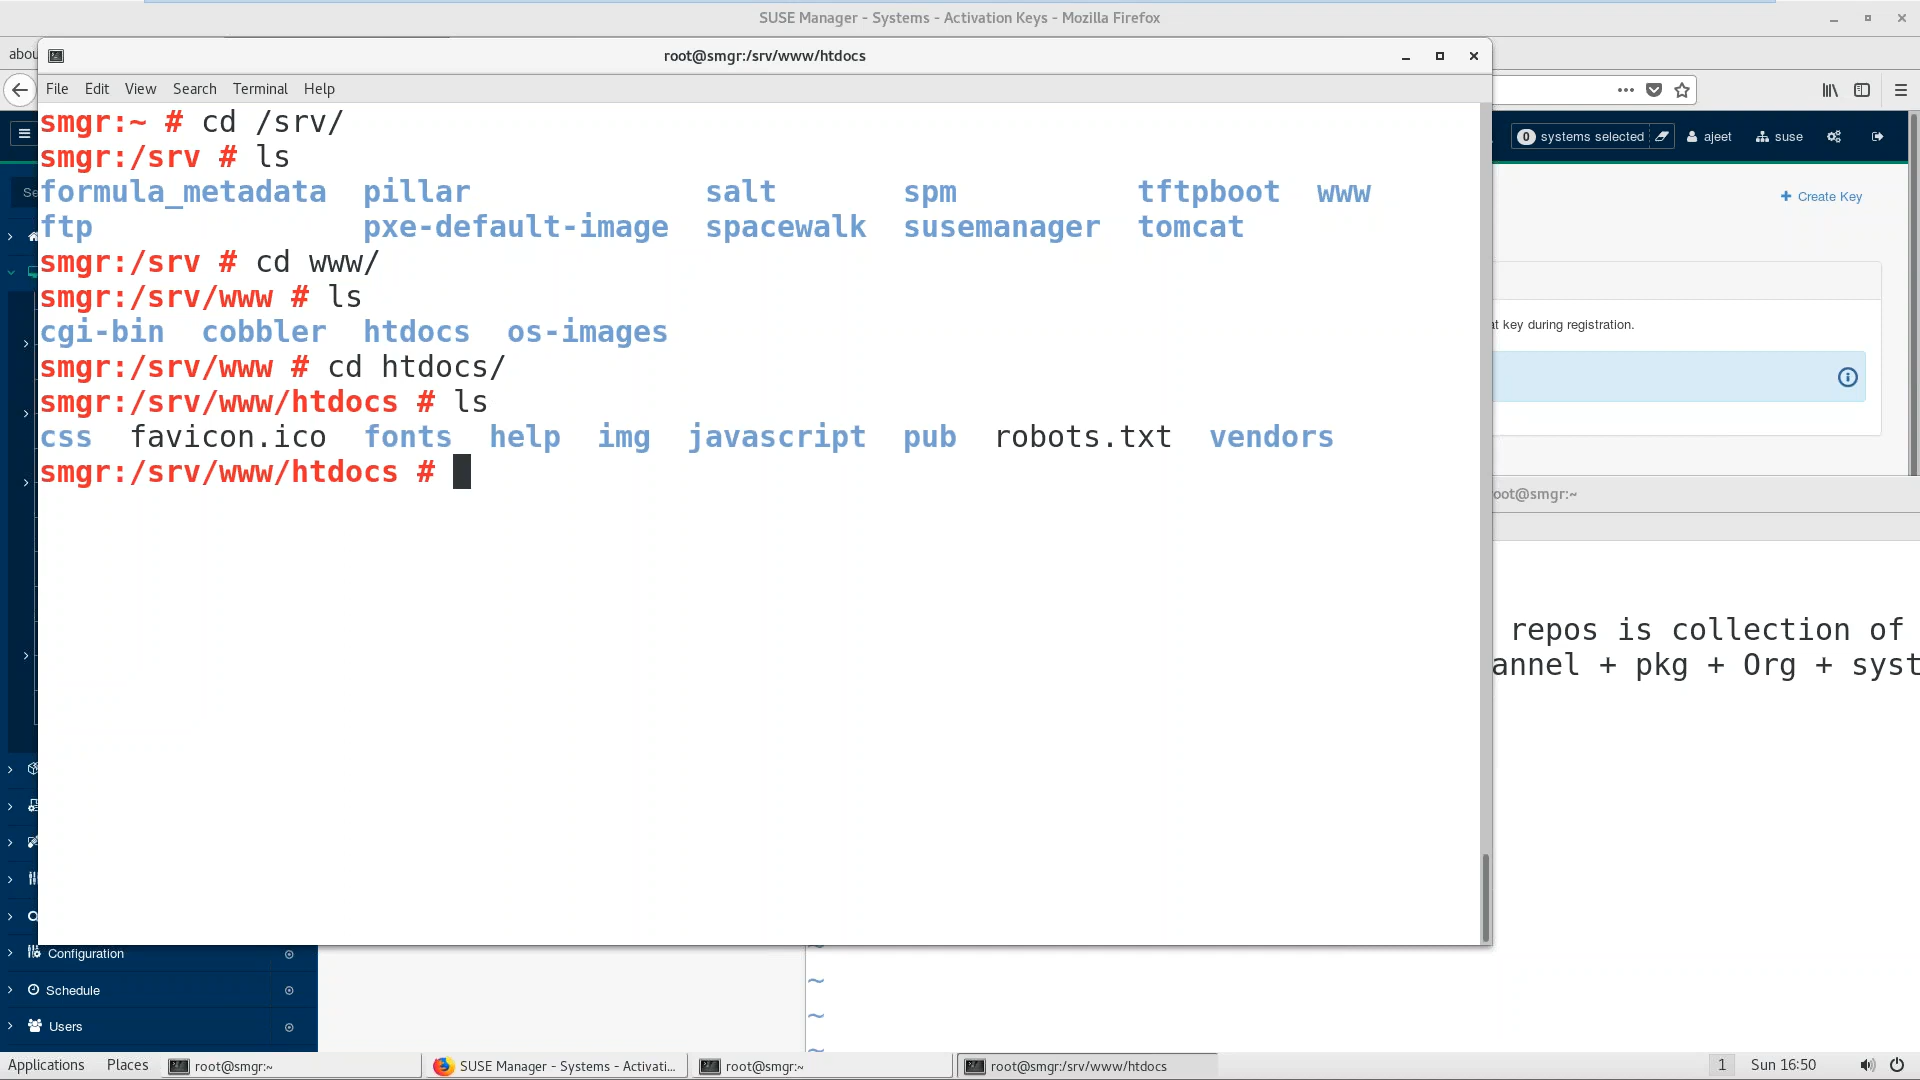 SUSE Manager - Systems - Activation Keys - Mozilla Firefox
abou
root@smgr:/srv/www/htdocs
File Edit View Search Terminal Help
smgr:~ # cd /srv/
smgr:/srv # ls
formula_metadata pillar salt spm tftpboot www
ftp pxe-default-image spacewalk susemanager tomcat
smgr:/srv # cd www/
smgr:/srv/www # ls
cgi-bin cobbler htdocs os-images
smgr:/srv/www # cd htdocs/
smgr:/srv/www/htdocs # ls
css favicon.ico fonts help img javascript pub robots.txt vendors
smgr:/srv/www/htdocs #
0 systems selected ajeet suse
Se
+ Create Key
at key during registration.
oot@smgr:~
repos is collection of
annel + pkg + Org + syst
~
~
~
~
Configuration
Schedule
Users
Applications Places root@smgr:~ SUSE Manager - Systems - Activati... root@smgr:~ root@smgr:/srv/www/htdocs 1 Sun 16:50